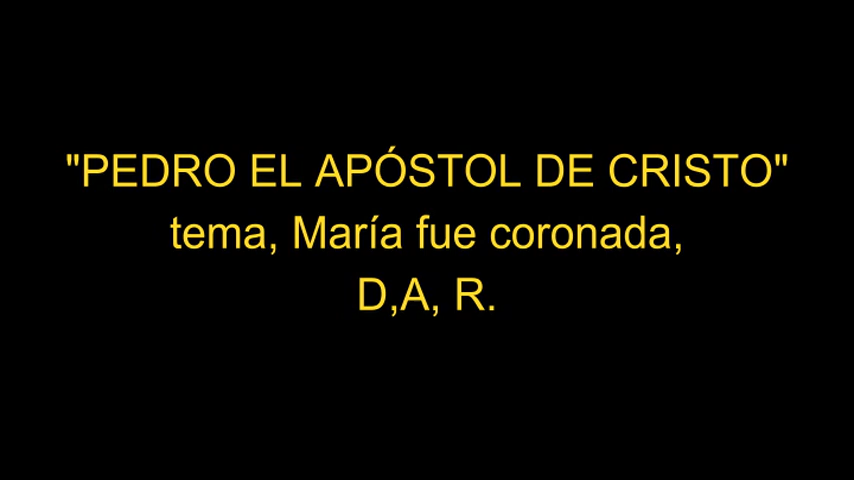 "PEDRO EL APÓSTOL DE CRISTO"
tema, María fue coronada,
D,A, R.